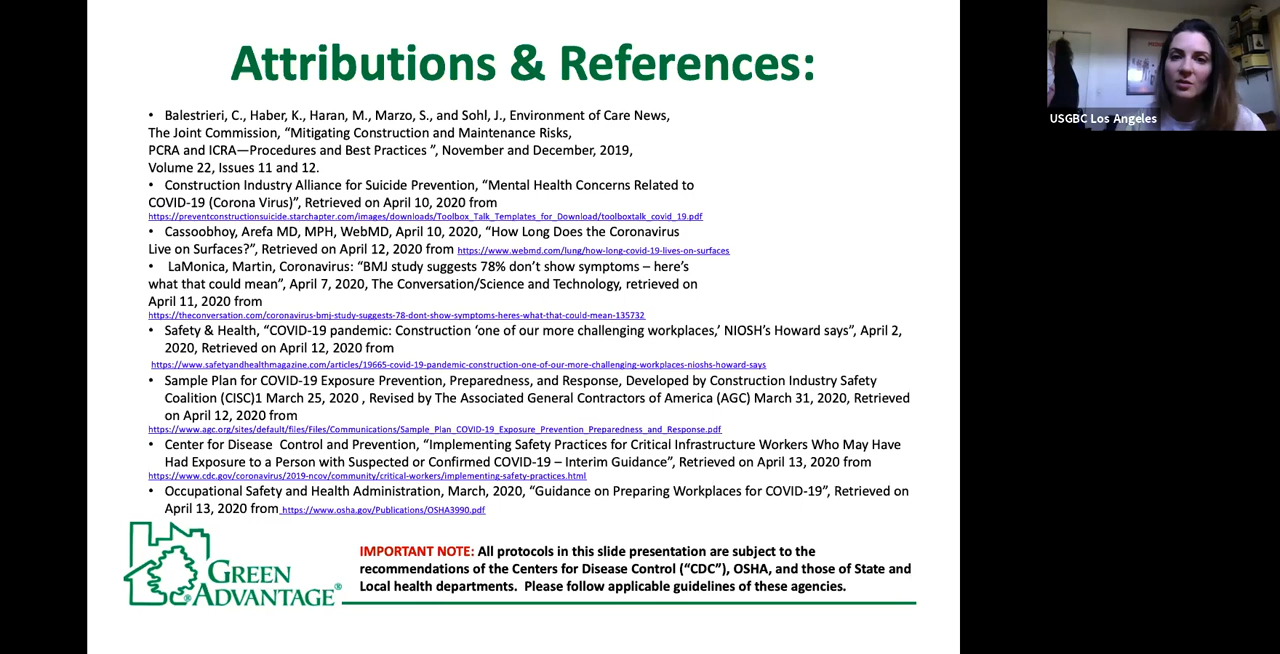 Attributions & References:
• Balestrieri, C., Haber, K., Haran, M., Marzo, S., and Sohl, J., Environment of Care News,
The Joint Commission, “Mitigating Construction and Maintenance Risks,
PCRA and ICRA—Procedures and Best Practices ”, November and December, 2019,
Volume 22, Issues 11 and 12.
• Construction Industry Alliance for Suicide Prevention, “Mental Health Concerns Related to
COVID-19 (Corona Virus)”, Retrieved on April 10, 2020 from
https://preventconstructionsuicide.starchapter.com/images/downloads/Toolbox_Talk_Templates_for_Download/toolboxtalk_covid_19.pdf
• Cassoobhoy, Arefa MD, MPH, WebMD, April 10, 2020, “How Long Does the Coronavirus
Live on Surfaces?”, Retrieved on April 12, 2020 from https://www.webmd.com/lung/how-long-covid-19-lives-on-surfaces
• LaMonica, Martin, Coronavirus: “BMJ study suggests 78% don’t show symptoms – here’s
what that could mean”, April 7, 2020, The Conversation/Science and Technology, retrieved on
April 11, 2020 from
https://theconversation.com/coronavirus-bmj-study-suggests-78-dont-show-symptoms-heres-what-that-could-mean-135732
• Safety & Health, “COVID-19 pandemic: Construction ‘one of our more challenging workplaces,’ NIOSH’s Howard says”, April 2,
2020, Retrieved on April 12, 2020 from
https://www.safetyandhealthmagazine.com/articles/19665-covid-19-pandemic-construction-one-of-our-more-challenging-workplaces-nioshs-howard-says
• Sample Plan for COVID-19 Exposure Prevention, Preparedness, and Response, Developed by Construction Industry Safety
Coalition (CISC)1 March 25, 2020 , Revised by The Associated General Contractors of America (AGC) March 31, 2020, Retrieved
on April 12, 2020 from
https://www.agc.org/sites/default/files/Files/Communications/Sample_Plan_COVID-19_Exposure_Prevention_Preparedness_and_Response.pdf
• Center for Disease Control and Prevention, “Implementing Safety Practices for Critical Infrastructure Workers Who May Have
Had Exposure to a Person with Suspected or Confirmed COVID-19 – Interim Guidance”, Retrieved on April 13, 2020 from
https://www.cdc.gov/coronavirus/2019-ncov/community/critical-workers/implementing-safety-practices.html
• Occupational Safety and Health Administration, March, 2020, “Guidance on Preparing Workplaces for COVID-19”, Retrieved on
April 13, 2020 from https://www.osha.gov/Publications/OSHA3990.pdf
GREEN
®ADVANTAGE®
IMPORTANT NOTE: All protocols in this slide presentation are subject to the
recommendations of the Centers for Disease Control (“CDC”), OSHA, and those of State and
Local health departments. Please follow applicable guidelines of these agencies.
USGBC Los Angeles